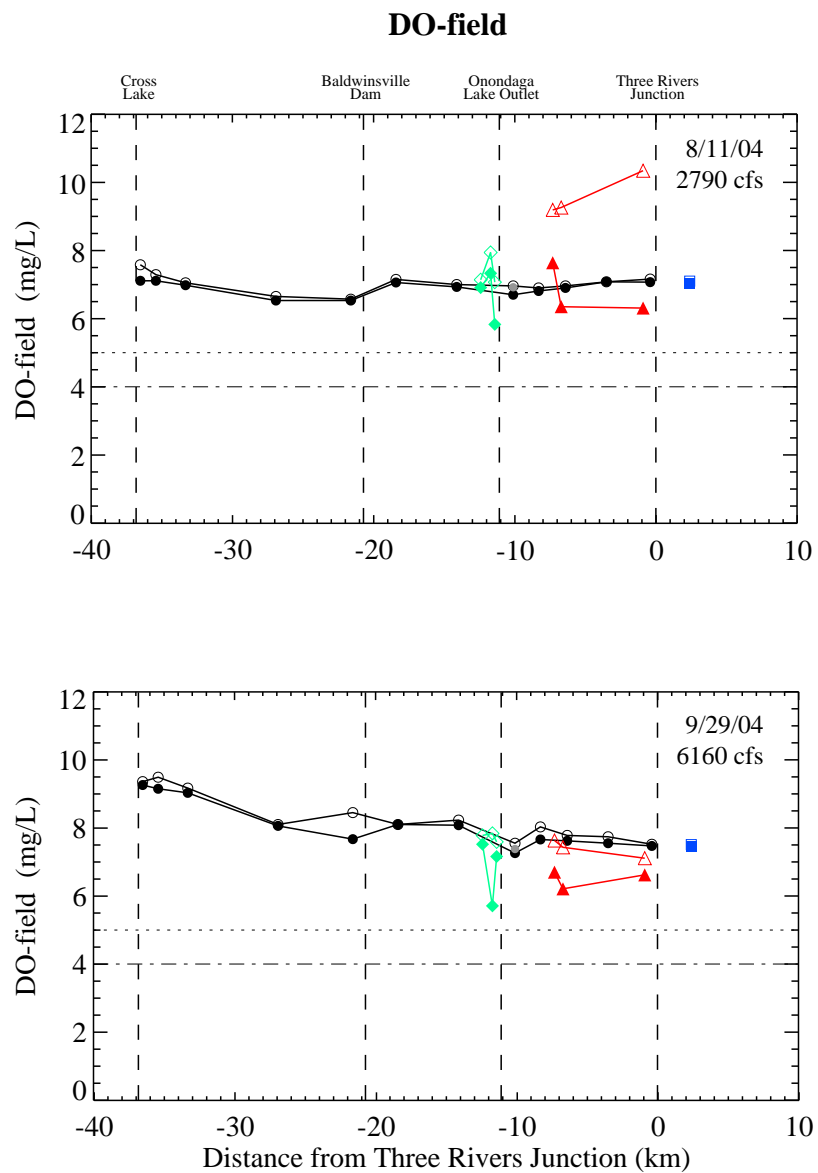 DO-field
Cross
Lake
Baldwinsville
Dam
Onondaga
Lake Outlet
Three Rivers
Junction
12
10
8
6
4
2
0
DO-field (mg/L)
8/11/04
2790 cfs
-40
-30
-20
-10
0
10
12
10
8
6
4
2
0
DO-field (mg/L)
9/29/04
6160 cfs
-40
-30
-20
-10
0
10
Distance from Three Rivers Junction (km)